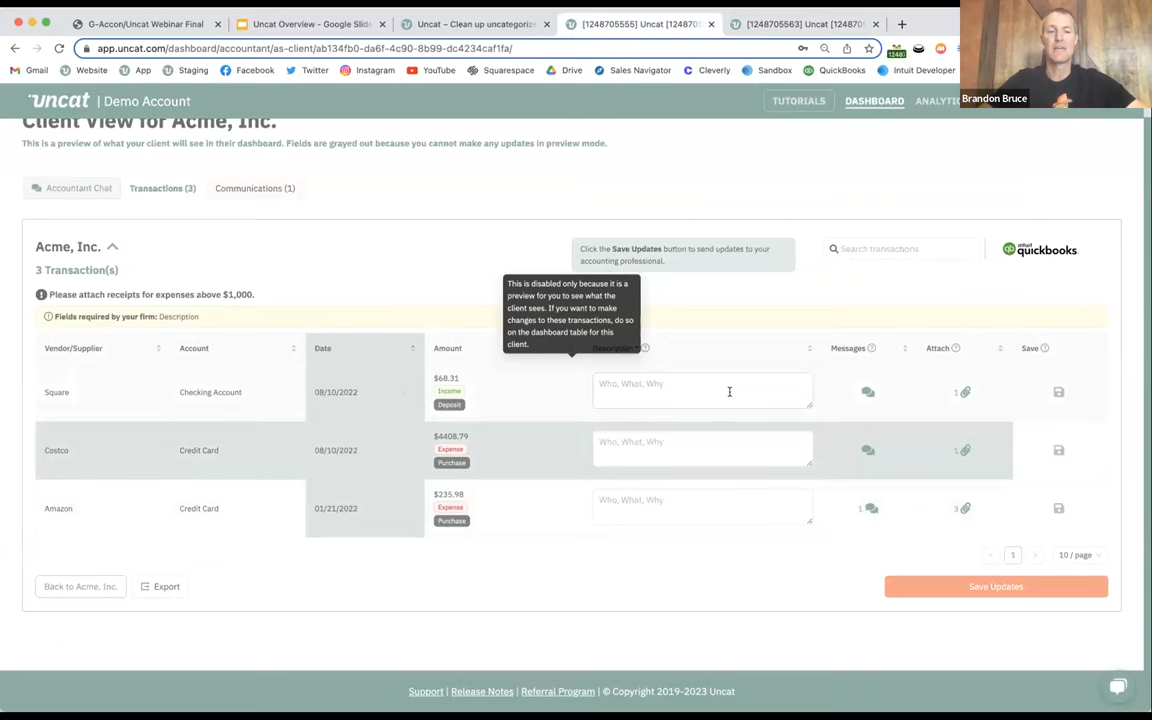 G-Accon/Uncat Webinar Final
Uncat Overview - Google Slide
Uncat – Clean up uncategoriz
[1248705555] Uncat [124870
[1248705563] Uncat [1248705
app.uncat.com/dashboard/accountant/as-client/ab134fb0-da6f-4c90-8b99-dc4234caf1fa/
Gmail
Website
App
Staging
Facebook
Twitter
Instagram
YouTube
Squarespace
Drive
Sales Navigator
Cleverly
Sandbox
QuickBooks
Intuit Developer
Brandon Bruce
uncat | Demo Account
TUTORIALS
DASHBOARD
ANALYTIC
Client View for Acme, Inc.
This is a preview of what your client will see in their dashboard. Fields are grayed out because you cannot make any updates in preview mode.
Accountant Chat
Transactions (3)
Communications (1)
Acme, Inc.
Click the Save Updates button to send updates to your
accounting professional.
Search transactions
intuit
quickbooks.
3 Transaction(s)
Please attach receipts for expenses above $1,000.
Fields required by your firm: Description
This is disabled only because it is a
preview for you to see what the
client sees. If you want to make
changes to these transactions, do so
on the dashboard table for this
client.
Vendor/Supplier
Account
Date
Amount
Description
Messages
Attach
Save
Square
Checking Account
08/10/2022
$68.31
Income
Deposit
Who, What, Why
1
Costco
Credit Card
08/10/2022
$4408.79
Expense
Purchase
Who, What, Why
1
Amazon
Credit Card
01/21/2022
$235.98
Expense
Purchase
Who, What, Why
1
3
< 1 >
10 / page
Back to Acme, Inc.
Export
Save Updates
Support | Release Notes | Referral Program | © Copyright 2019-2023 Uncat